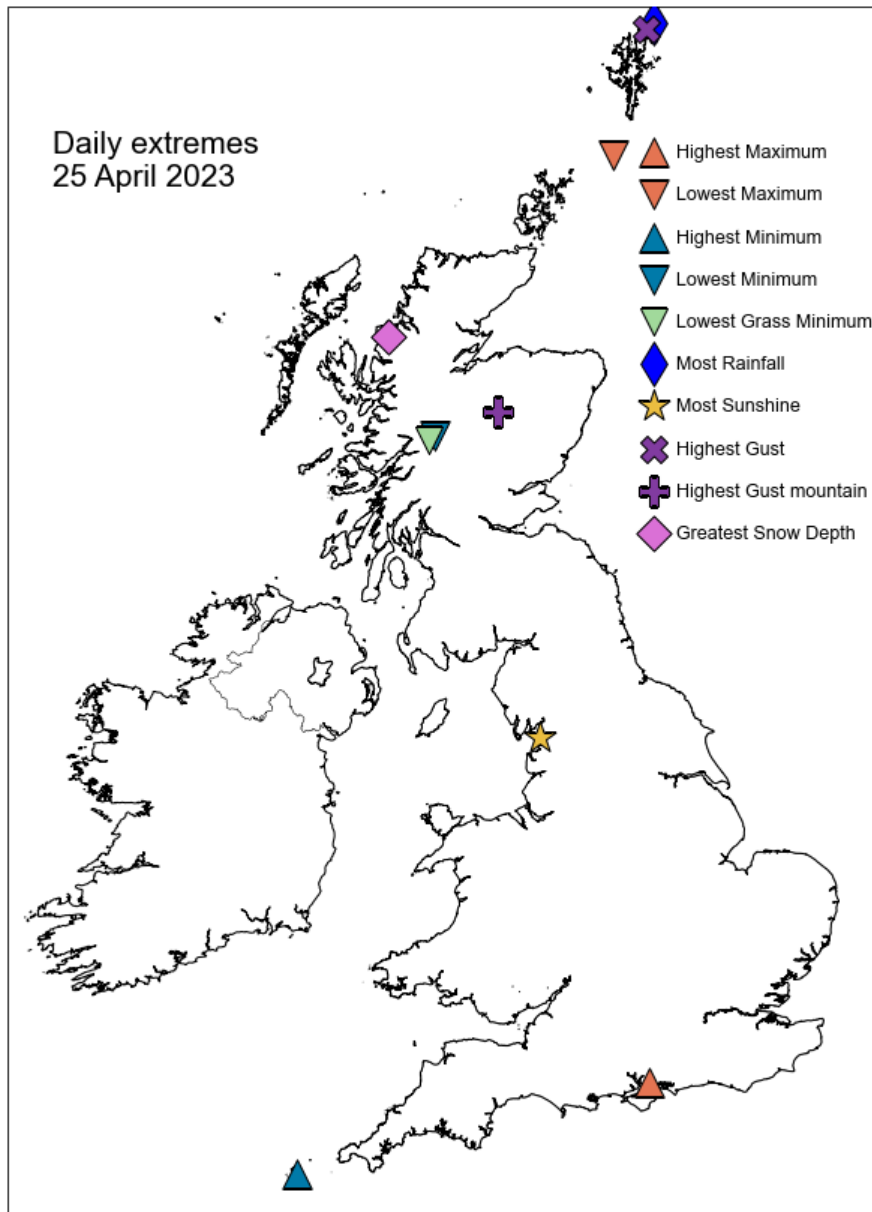 Daily extremes
25 April 2023
Highest Maximum
Lowest Maximum
Highest Minimum
Lowest Minimum
Lowest Grass Minimum
Most Rainfall
Most Sunshine
Highest Gust
Highest Gust mountain
Greatest Snow Depth